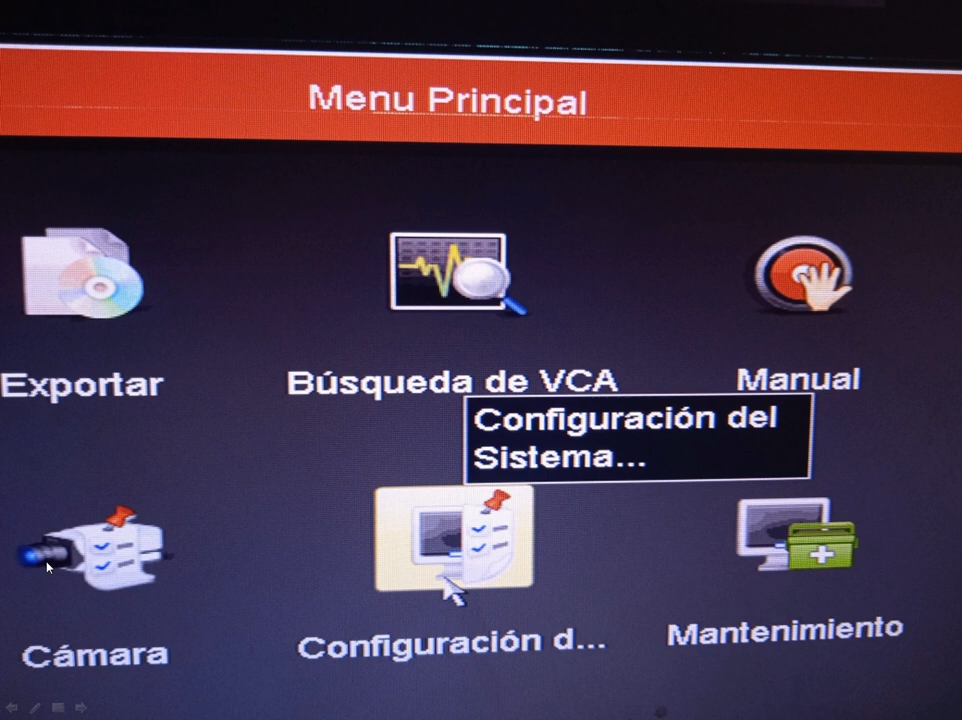 Menu Principal
Exportar
Búsqueda de VCA
Manual
Configuración del
Sistema...
Cámara
Configuración d...
Mantenimiento